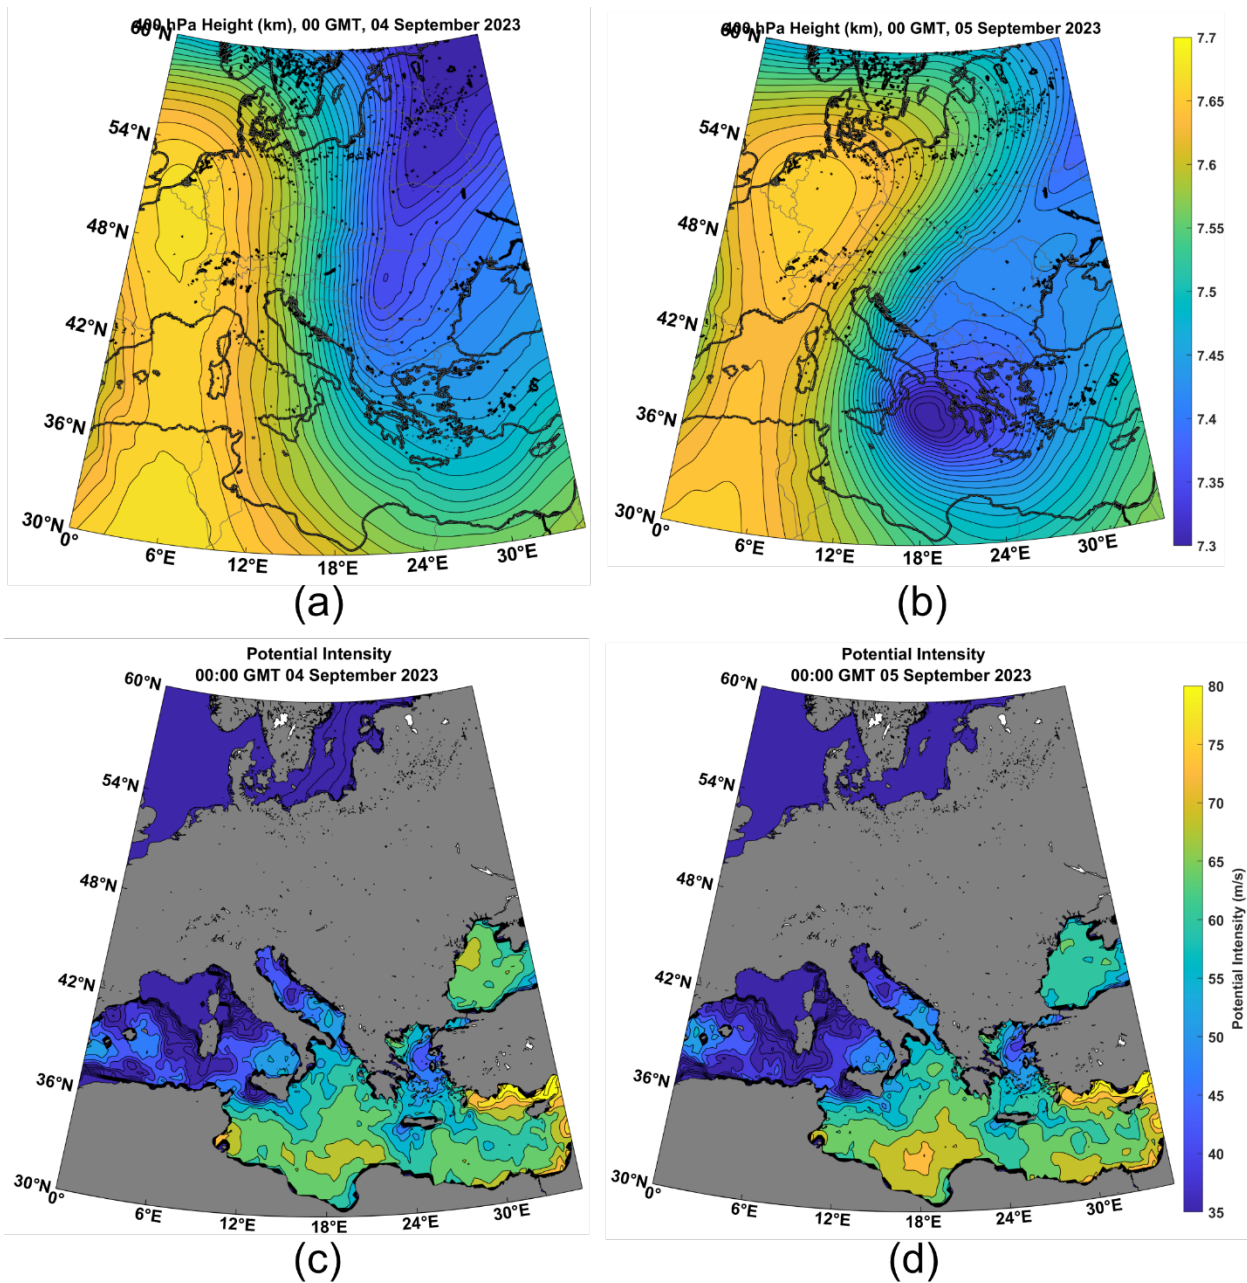 400 hPa Height (km), 00 GMT, 04 September 2023
60°N
54°N
48°N
42°N
36°N
30°N
0°
6°E
12°E
18°E
24°E
30°E
(a)
400 hPa Height (km), 00 GMT, 05 September 2023
60°N
54°N
48°N
42°N
36°N
30°N
0°
6°E
12°E
18°E
24°E
30°E
7.7
7.65
7.6
7.55
7.5
7.45
7.4
7.35
7.3
(b)
Potential Intensity
00:00 GMT 04 September 2023
60°N
54°N
48°N
42°N
36°N
30°N
0°
6°E
12°E
18°E
24°E
30°E
(c)
Potential Intensity
00:00 GMT 05 September 2023
60°N
54°N
48°N
42°N
36°N
30°N
0°
6°E
12°E
18°E
24°E
30°E
80
75
70
65
60
55
50
45
40
35
Potential Intensity (m/s)
(d)